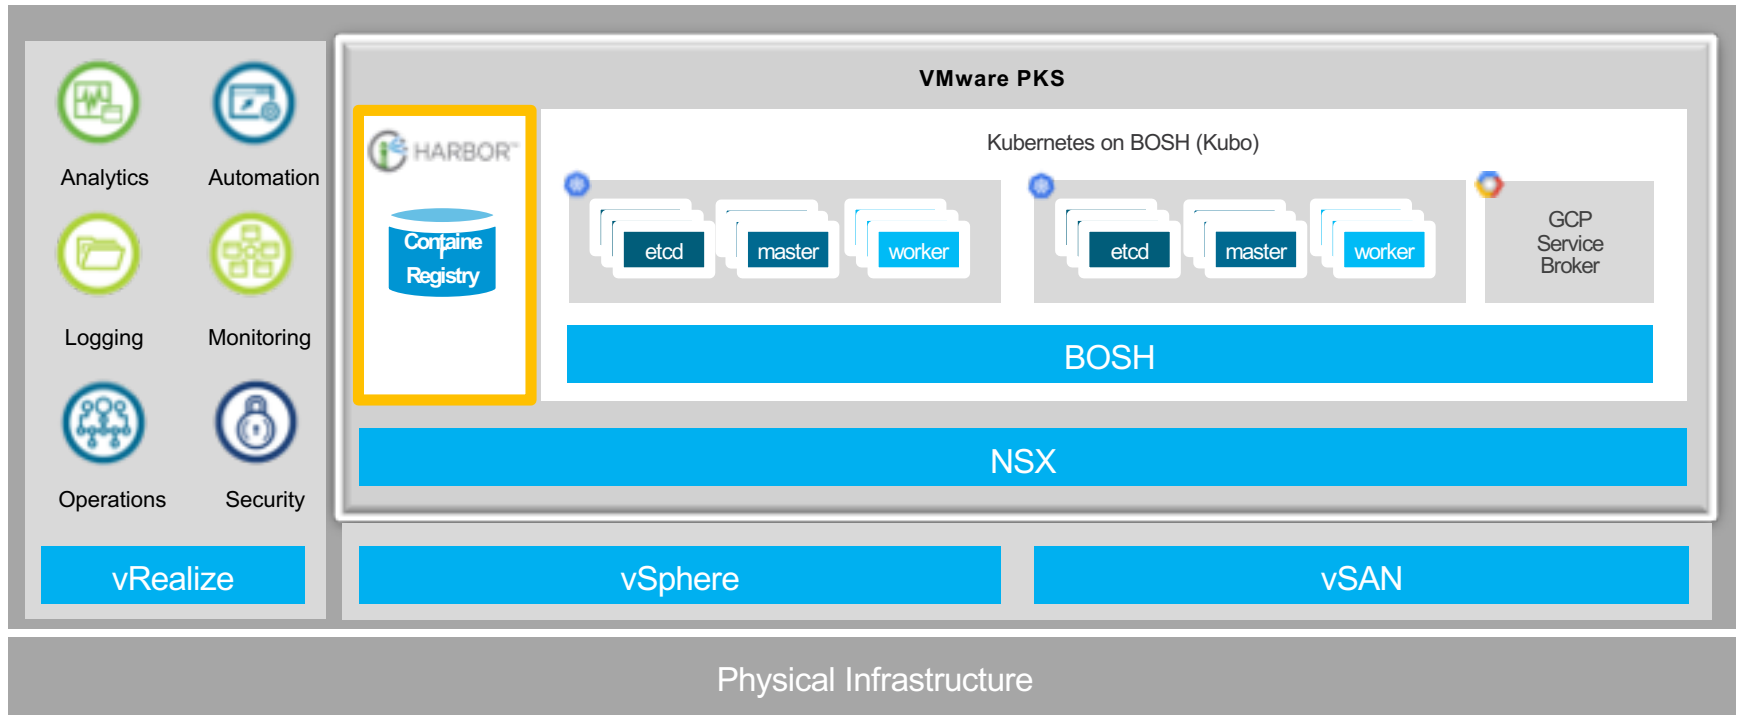 VMware PKS
Analytics
Automation
Logging
Monitoring
Operations
Security
vRealize
HARBOR™
Containe
r
Registry
Kubernetes on BOSH (Kubo)
etcd
master
worker
etcd
master
worker
GCP
Service
Broker
BOSH
NSX
vSphere
vSAN
Physical Infrastructure